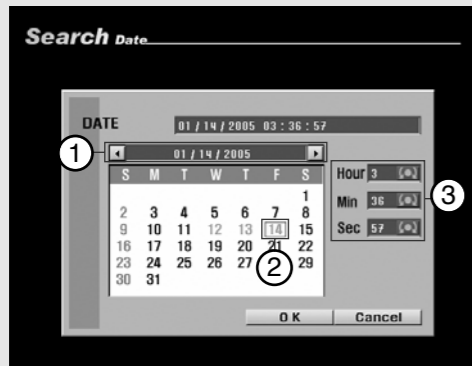 Search Date
DATE 01 / 14 / 2005 03 : 36 : 57
1
01 / 14 / 2005
S M T W T F S
1
2 3 4 5 6 7 8
9 10 11 12 13 14 15
16 17 18 19 20 21 22
23 24 25 26 27 29
30 31
2
Hour 3
Min 36
Sec 57
3
OK Cancel